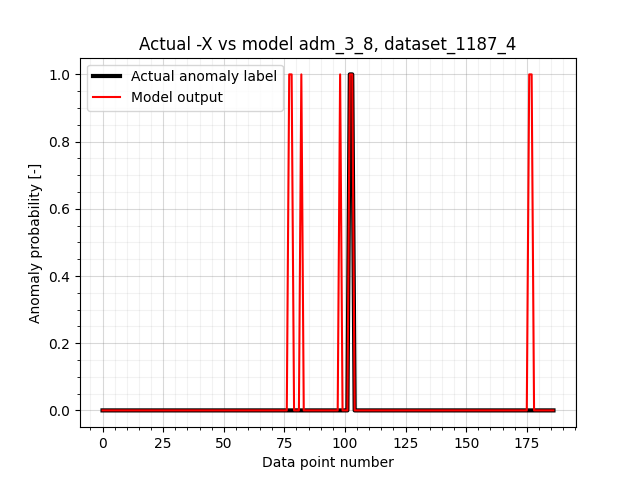 Actual -X vs model adm_3_8, dataset_1187_4
Actual anomaly label
Model output
Anomaly probability [-]
1.0
0.8
0.6
0.4
0.2
0.0
0 25 50 75 100 125 150 175
Data point number